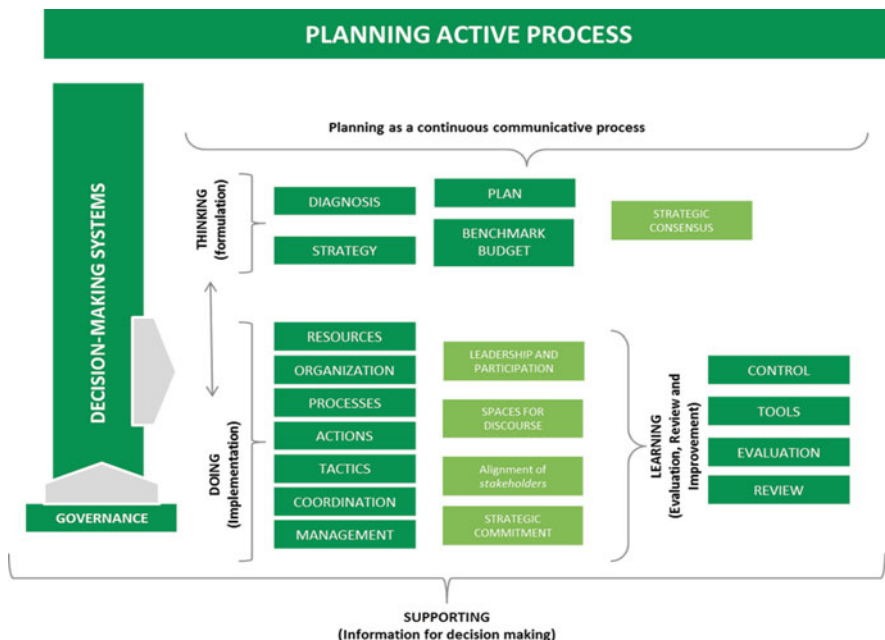 PLANNING ACTIVE PROCESS
Planning as a continuous communicative process
DECISION-MAKING SYSTEMS
GOVERNANCE
THINKING
(formulation)
DIAGNOSIS
STRATEGY
PLAN
BENCHMARK
BUDGET
STRATEGIC
CONSENSUS
DOING
(Implementation)
RESOURCES
ORGANIZATION
PROCESSES
ACTIONS
TACTICS
COORDINATION
MANAGEMENT
LEADERSHIP AND
PARTICIPATION
SPACES FOR
DISCOURSE
Alignment of
stakeholders
STRATEGIC
COMMITMENT
LEARNING
(Evaluation, Review and
Improvement)
CONTROL
TOOLS
EVALUATION
REVIEW
SUPPORTING
(Information for decision making)